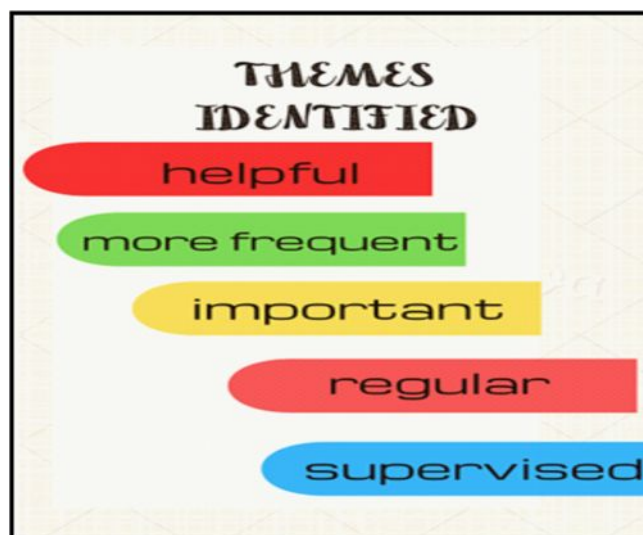 THEMES
IDENTIFIED
helpful
more frequent
important
regular
supervised